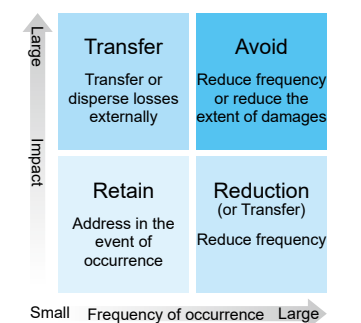 Large
Impact
Transfer
Transfer or
disperse losses
externally
Avoid
Reduce frequency
or reduce the
extent of damages
Retain
Address in the
event of
occurrence
Reduction
(or Transfer)
Reduce frequency
Small Frequency of occurrence Large